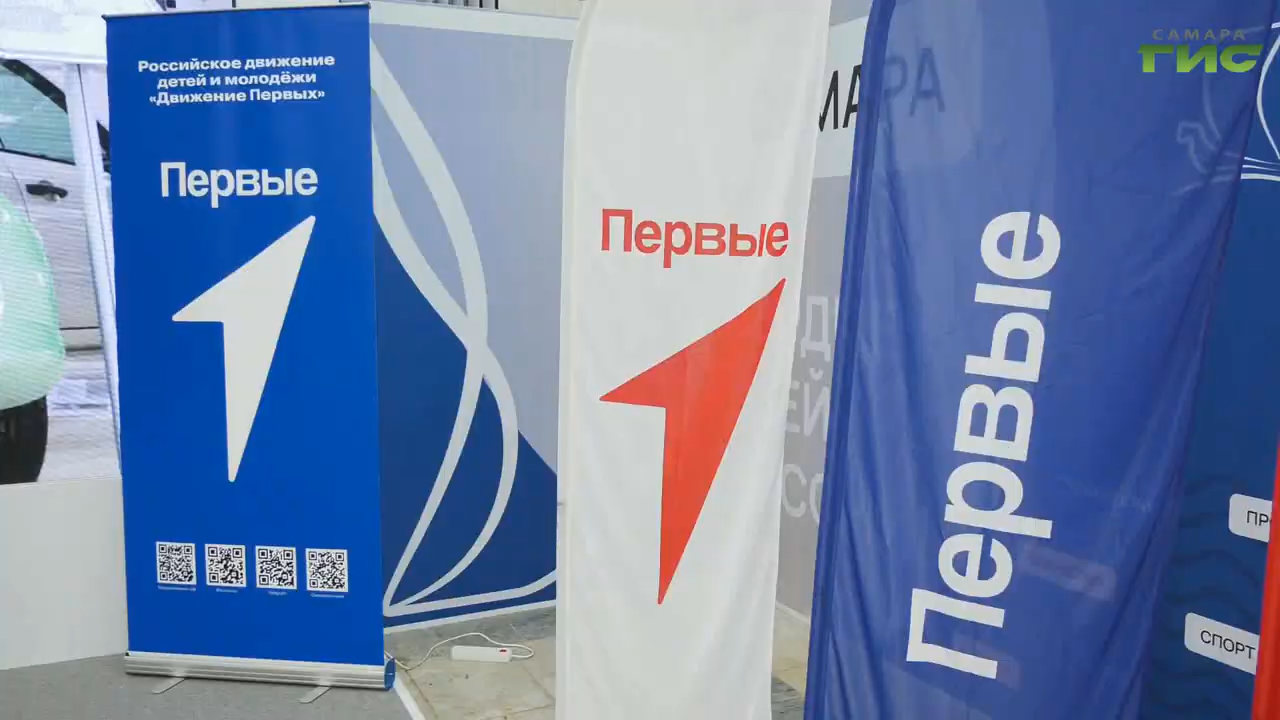 Российское движение
детей и молодёжи
«Движение Первых»
Первые
Первые
Первые
САМАРА
ГИС
СПОРТ